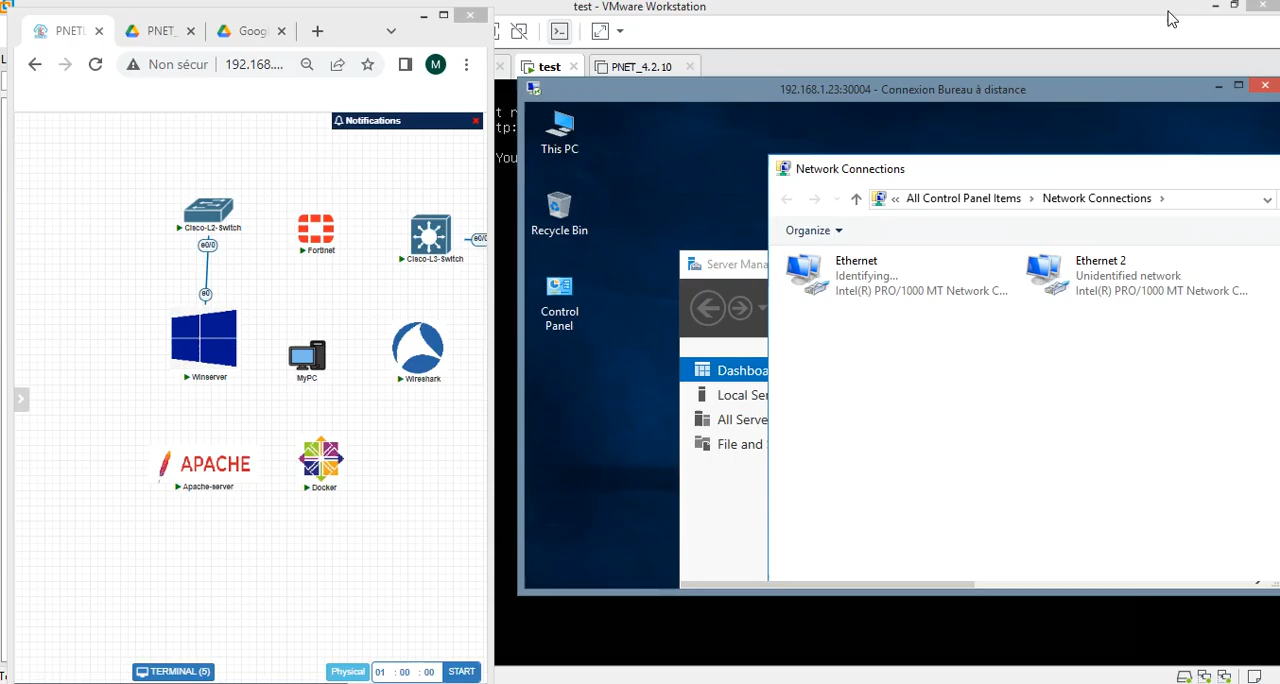 test - VMware Workstation
PNETL
PNET_
Googl
Non sécur
192.168....
M
test
PNET_4.2.10
192.168.1.23:30004 - Connexion Bureau à distance
Notifications
t r
tp:
You
This PC
Recycle Bin
Control
Panel
Network Connections
« All Control Panel Items › Network Connections ›
Organize
Ethernet
Identifying...
Intel(R) PRO/1000 MT Network C...
Ethernet 2
Unidentified network
Intel(R) PRO/1000 MT Network C...
Server Mana
Dashboa
Local Ser
All Serve
File and
Cisco-L2-Switch
e0/0
e0
Fortinet
Cisco-L3-Switch
e0/0
Winserver
MyPC
Wireshark
APACHE
Apache-server
Docker
TERMINAL (5)
Physical
01 : 00 : 00
START